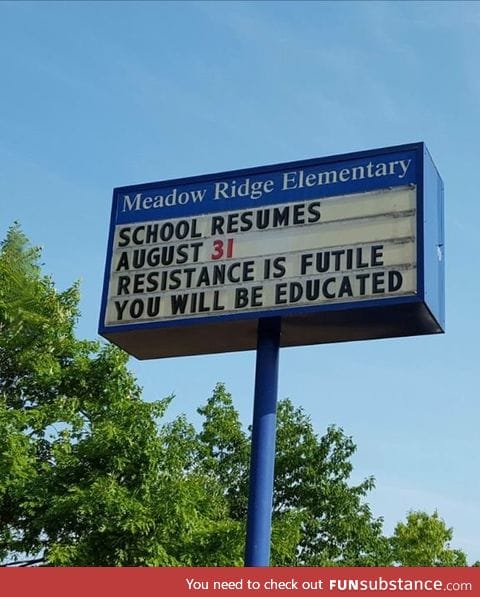 Meadow Ridge Elementary
SCHOOL RESUMES
AUGUST 31
RESISTANCE IS FUTILE
YOU WILL BE EDUCATED
You need to check out FUNsubstance.com